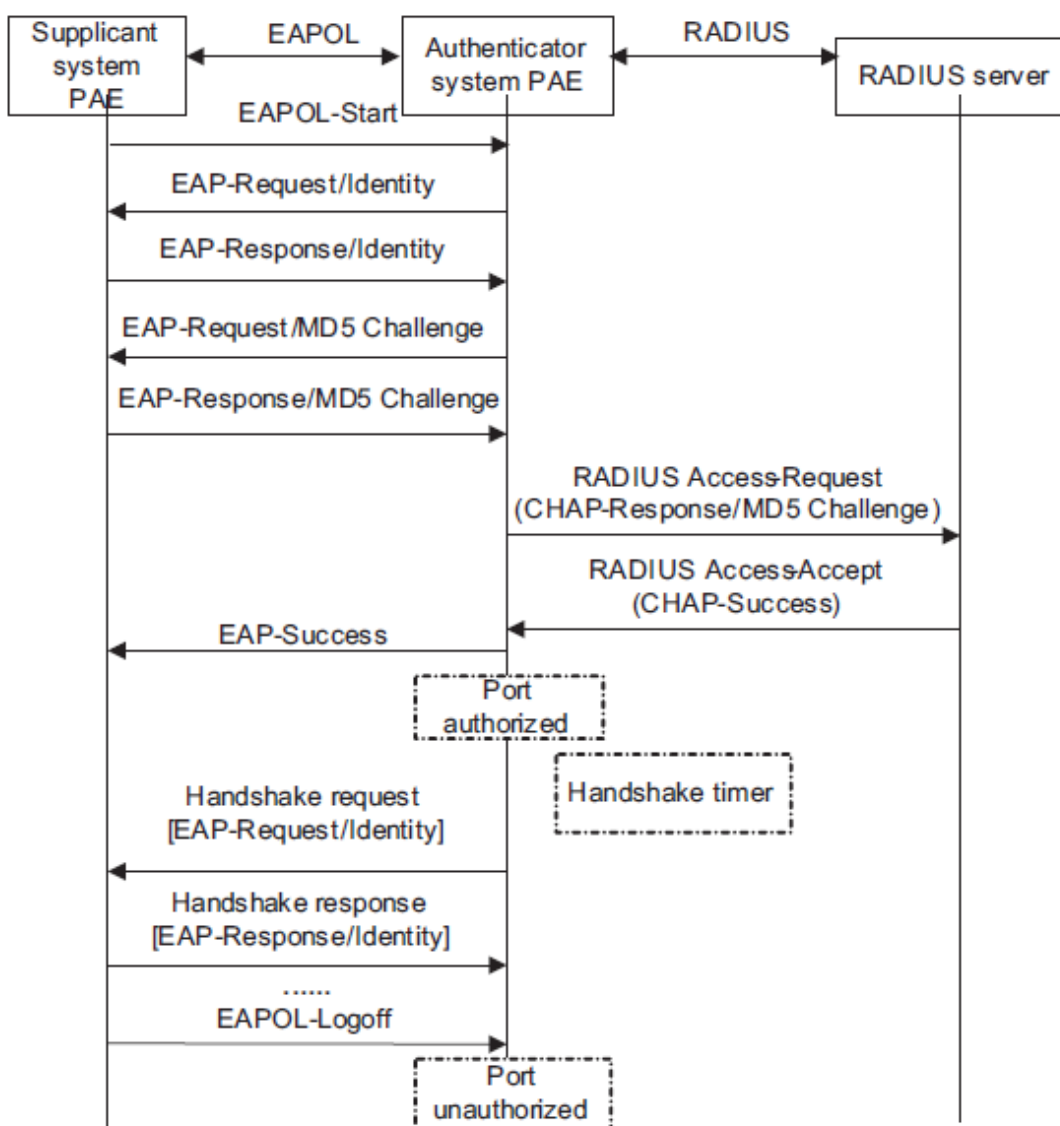 Supplicant
system
PAE
EAPOL
Authenticator
system PAE
RADIUS
RADIUS server
EAPOL-Start
EAP-Request/Identity
EAP-Response/Identity
EAP-Request/MD5 Challenge
EAP-Response/MD5 Challenge
RADIUS Access-Request
(CHAP-Response/MD5 Challenge)
RADIUS Access-Accept
(CHAP-Success)
EAP-Success
Port
authorized
Handshake timer
Handshake request
[EAP-Request/Identity]
Handshake response
[EAP-Response/Identity]
......
EAPOL-Logoff
Port
unauthorized